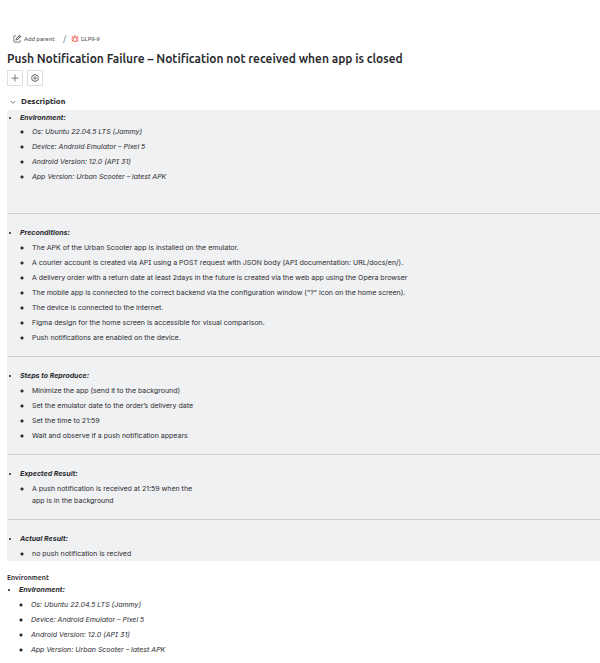 Add parent / GLP9-9
Push Notification Failure – Notification not received when app is closed
Description
• Environment:
◆ Os: Ubuntu 22.04.5 LTS (Jammy)
◆ Device: Android Emulator – Pixel 5
◆ Android Version: 12.0 (API 31)
◆ App Version: Urban Scooter – latest APK
• Preconditions:
◆ The APK of the Urban Scooter app is installed on the emulator.
◆ A courier account is created via API using a POST request with JSON body (API documentation: URL/docs/en/).
◆ A delivery order with a return date at least 2days in the future is created via the web app using the Opera browser
◆ The mobile app is connected to the correct backend via the configuration window ("?" icon on the home screen).
◆ The device is connected to the internet.
◆ Figma design for the home screen is accessible for visual comparison.
◆ Push notifications are enabled on the device.
• Steps to Reproduce:
◆ Minimize the app (send it to the background)
◆ Set the emulator date to the order's delivery date
◆ Set the time to 21:59
◆ Wait and observe if a push notification appears
• Expected Result:
◆ A push notification is received at 21:59 when the
app is in the background
• Actual Result:
◆ no push notification is recived
Environment
• Environment:
◆ Os: Ubuntu 22.04.5 LTS (Jammy)
◆ Device: Android Emulator – Pixel 5
◆ Android Version: 12.0 (API 31)
◆ App Version: Urban Scooter – latest APK